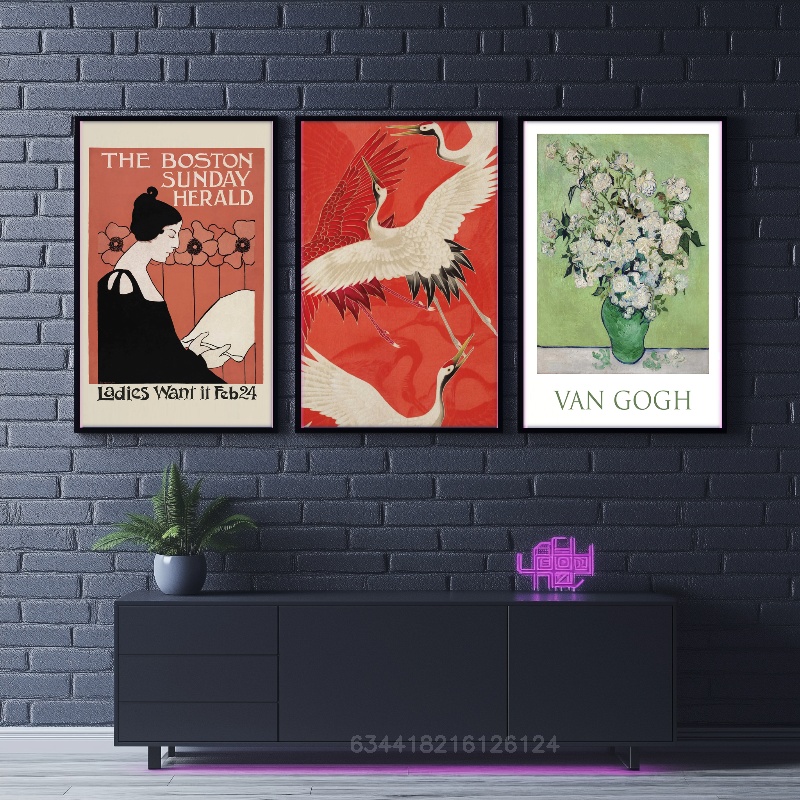 THE BOSTON
SUNDAY
HERALD
Ladies Want it Feb 24
VAN GOGH
634418216126124